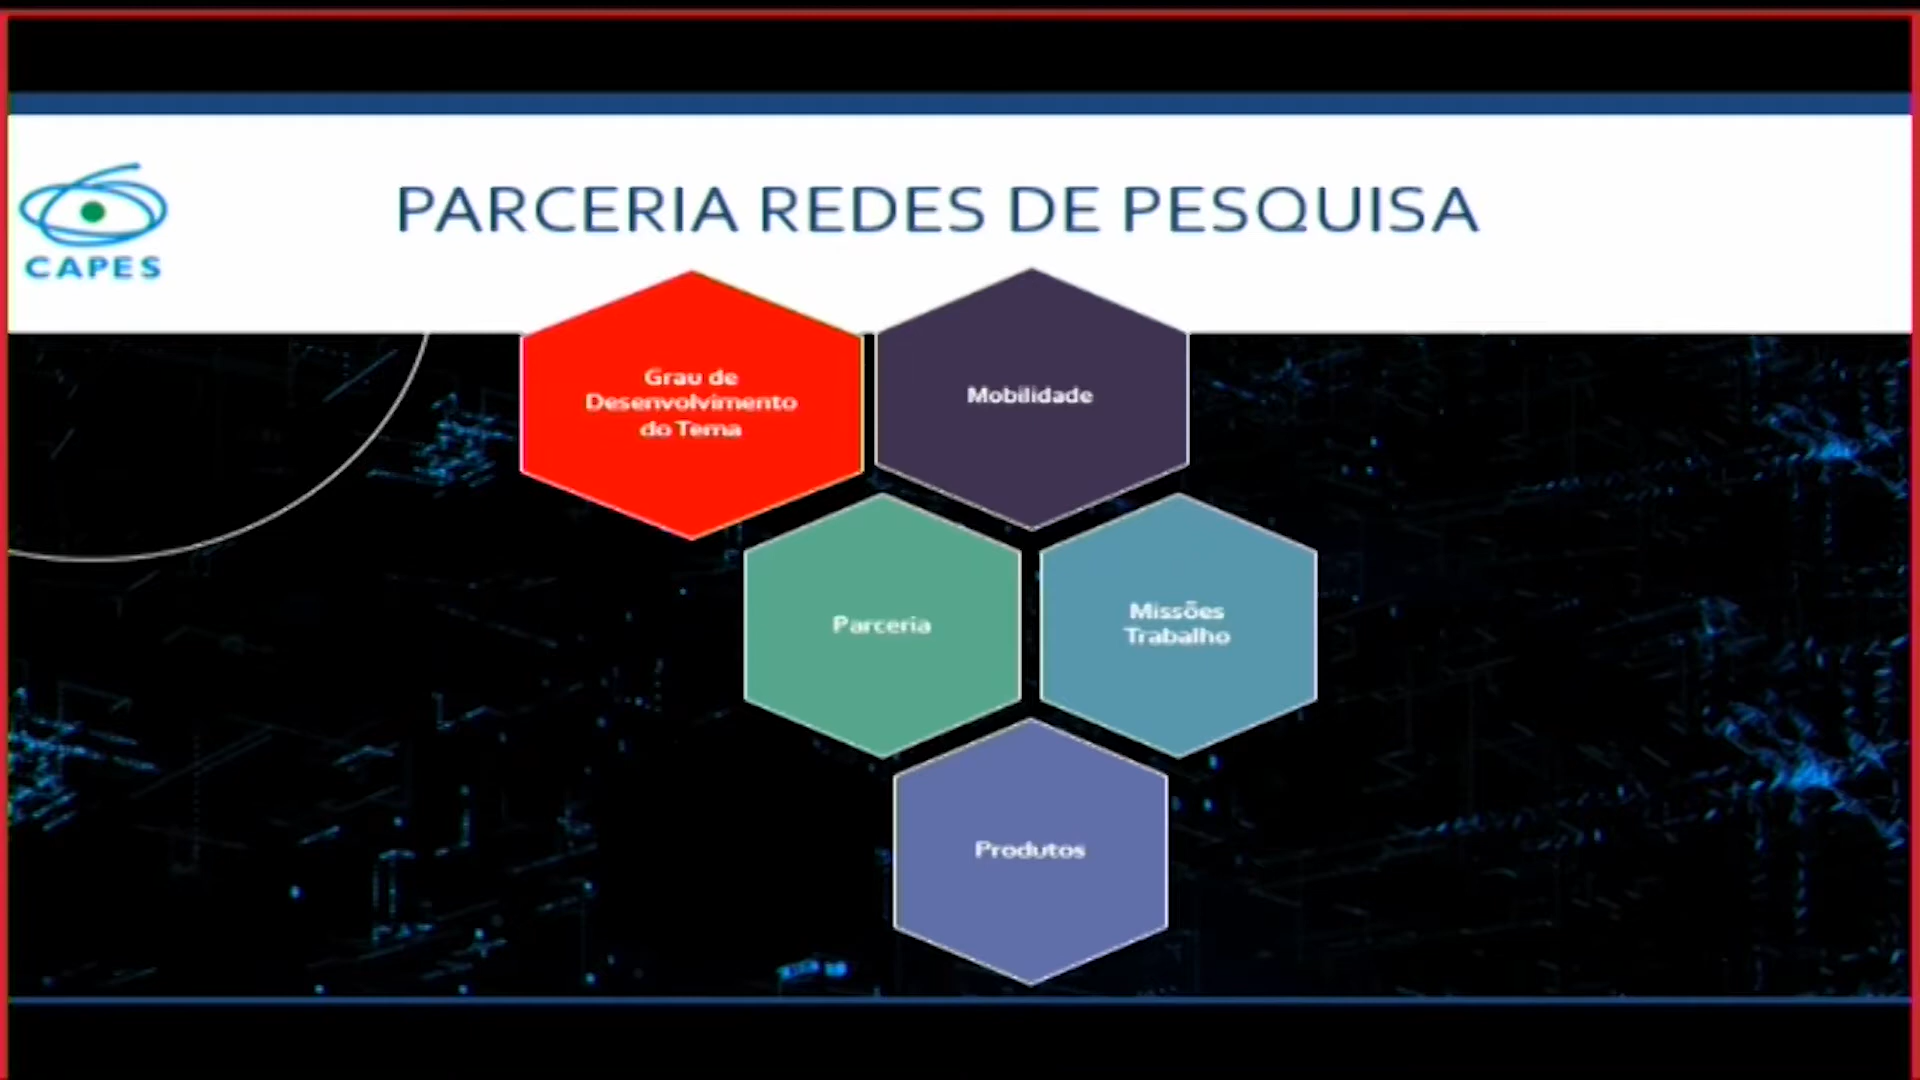 PARCERIA REDES DE PESQUISA
CAPES
Grau de
Desenvolvimento
do Tema
Mobilidade
Parceria
Missões
Trabalho
Produtos